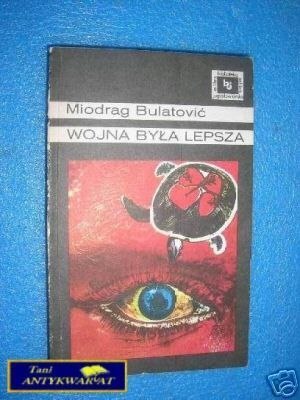 Miodrag Bulatović
WOJNA BYŁA LEPSZA
Tani
ANTYKWARIAT